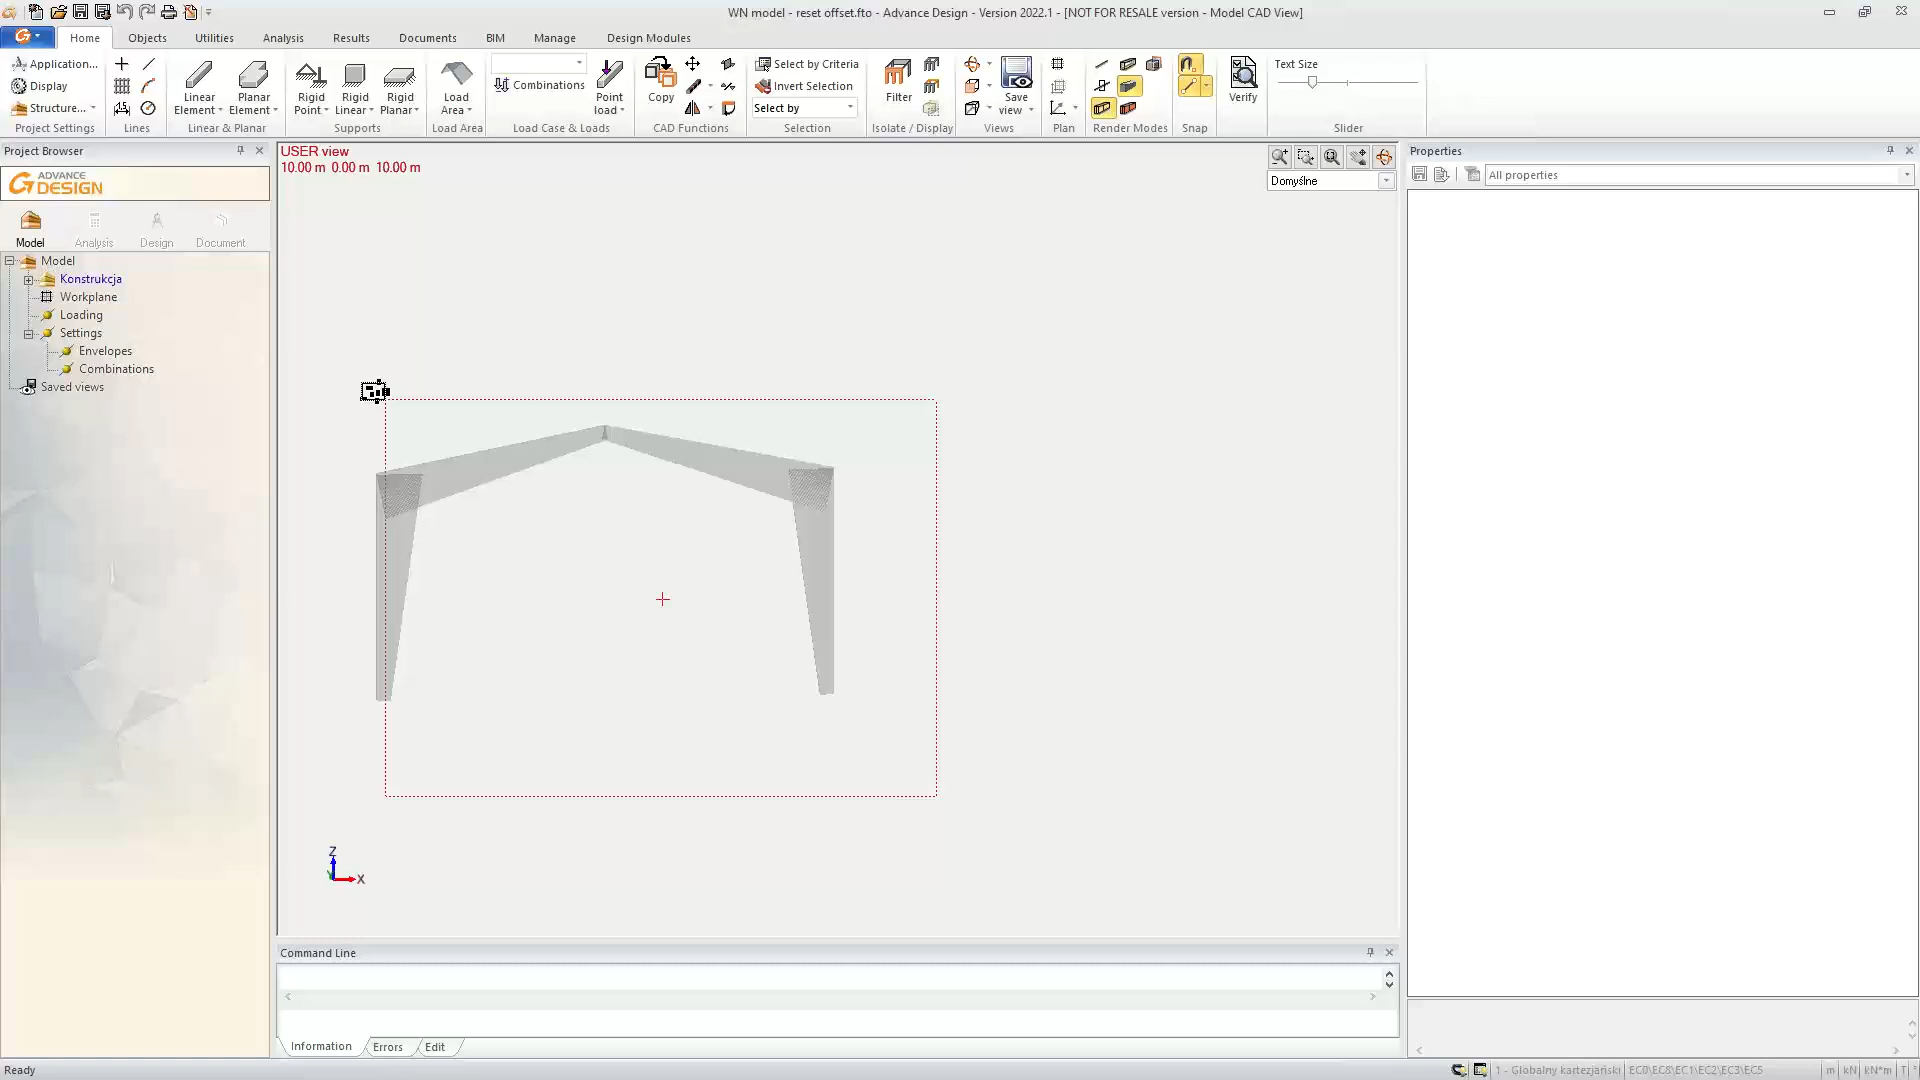 WN model - reset offset.fto - Advance Design - Version 2022.1 - [NOT FOR RESALE version - Model CAD View]
Home Objects Utilities Analysis Results Documents BIM Manage Design Modules
Application...
Display
Structure...
Project Settings
Lines
Linear Element
Planar Element
Linear & Planar
Rigid Point
Rigid Linear
Rigid Planar
Supports
Load Area
Load Area
Combinations
Point load
Load Case & Loads
Copy
CAD Functions
Select by Criteria
Invert Selection
Select by
Selection
Filter
Isolate / Display
Save view
Views
Plan
Render Modes
Snap
Verify
Text Size
Slider
Project Browser
ADVANCE
DESIGN
Model Analysis Design Document
Model
Konstrukcja
Workplane
Loading
Settings
Envelopes
Combinations
Saved views
USER view
10.00 m 0.00 m 10.00 m
Domyślne
Z
X
Properties
All properties
Command Line
Information Errors Edit
Ready
1 - Globalny kartezjański EC0\EC8\EC1\EC2\EC3\EC5 m kN kN*m T °